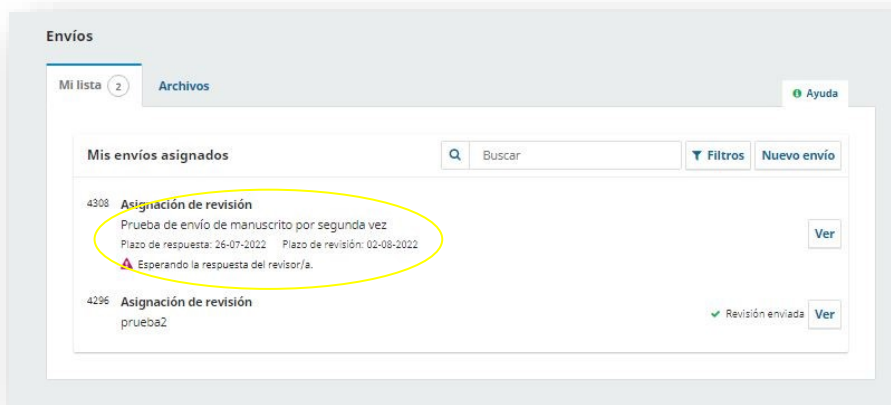 Envíos
Mi lista 2 Archivos
Ayuda
Mis envíos asignados Buscar Filtros Nuevo envío
4308 Asignación de revisión
Prueba de envío de manuscrito por segunda vez
Ver
Plazo de respuesta: 26-07-2022 Plazo de revisión: 02-08-2022
Esperando la respuesta del revisor/a.
4296 Asignación de revisión
prueba2
Revisión enviada Ver